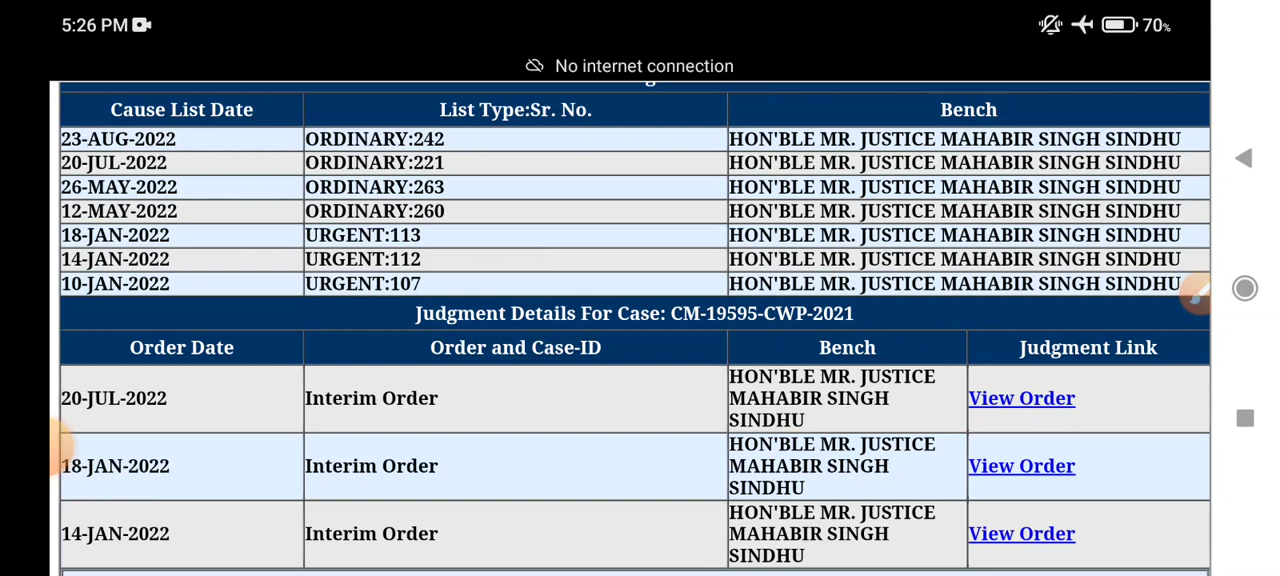 5:26 PM
70%
No internet connection
Cause List Date List Type:Sr. No. Bench
23-AUG-2022 ORDINARY:242 HON'BLE MR. JUSTICE MAHABIR SINGH SINDHU
20-JUL-2022 ORDINARY:221 HON'BLE MR. JUSTICE MAHABIR SINGH SINDHU
26-MAY-2022 ORDINARY:263 HON'BLE MR. JUSTICE MAHABIR SINGH SINDHU
12-MAY-2022 ORDINARY:260 HON'BLE MR. JUSTICE MAHABIR SINGH SINDHU
18-JAN-2022 URGENT:113 HON'BLE MR. JUSTICE MAHABIR SINGH SINDHU
14-JAN-2022 URGENT:112 HON'BLE MR. JUSTICE MAHABIR SINGH SINDHU
10-JAN-2022 URGENT:107 HON'BLE MR. JUSTICE MAHABIR SINGH SINDHU
Judgment Details For Case: CM-19595-CWP-2021
Order Date Order and Case-ID Bench Judgment Link
20-JUL-2022 Interim Order HON'BLE MR. JUSTICE
MAHABIR SINGH
SINDHU
View Order
18-JAN-2022 Interim Order HON'BLE MR. JUSTICE
MAHABIR SINGH
SINDHU
View Order
14-JAN-2022 Interim Order HON'BLE MR. JUSTICE
MAHABIR SINGH
SINDHU
View Order